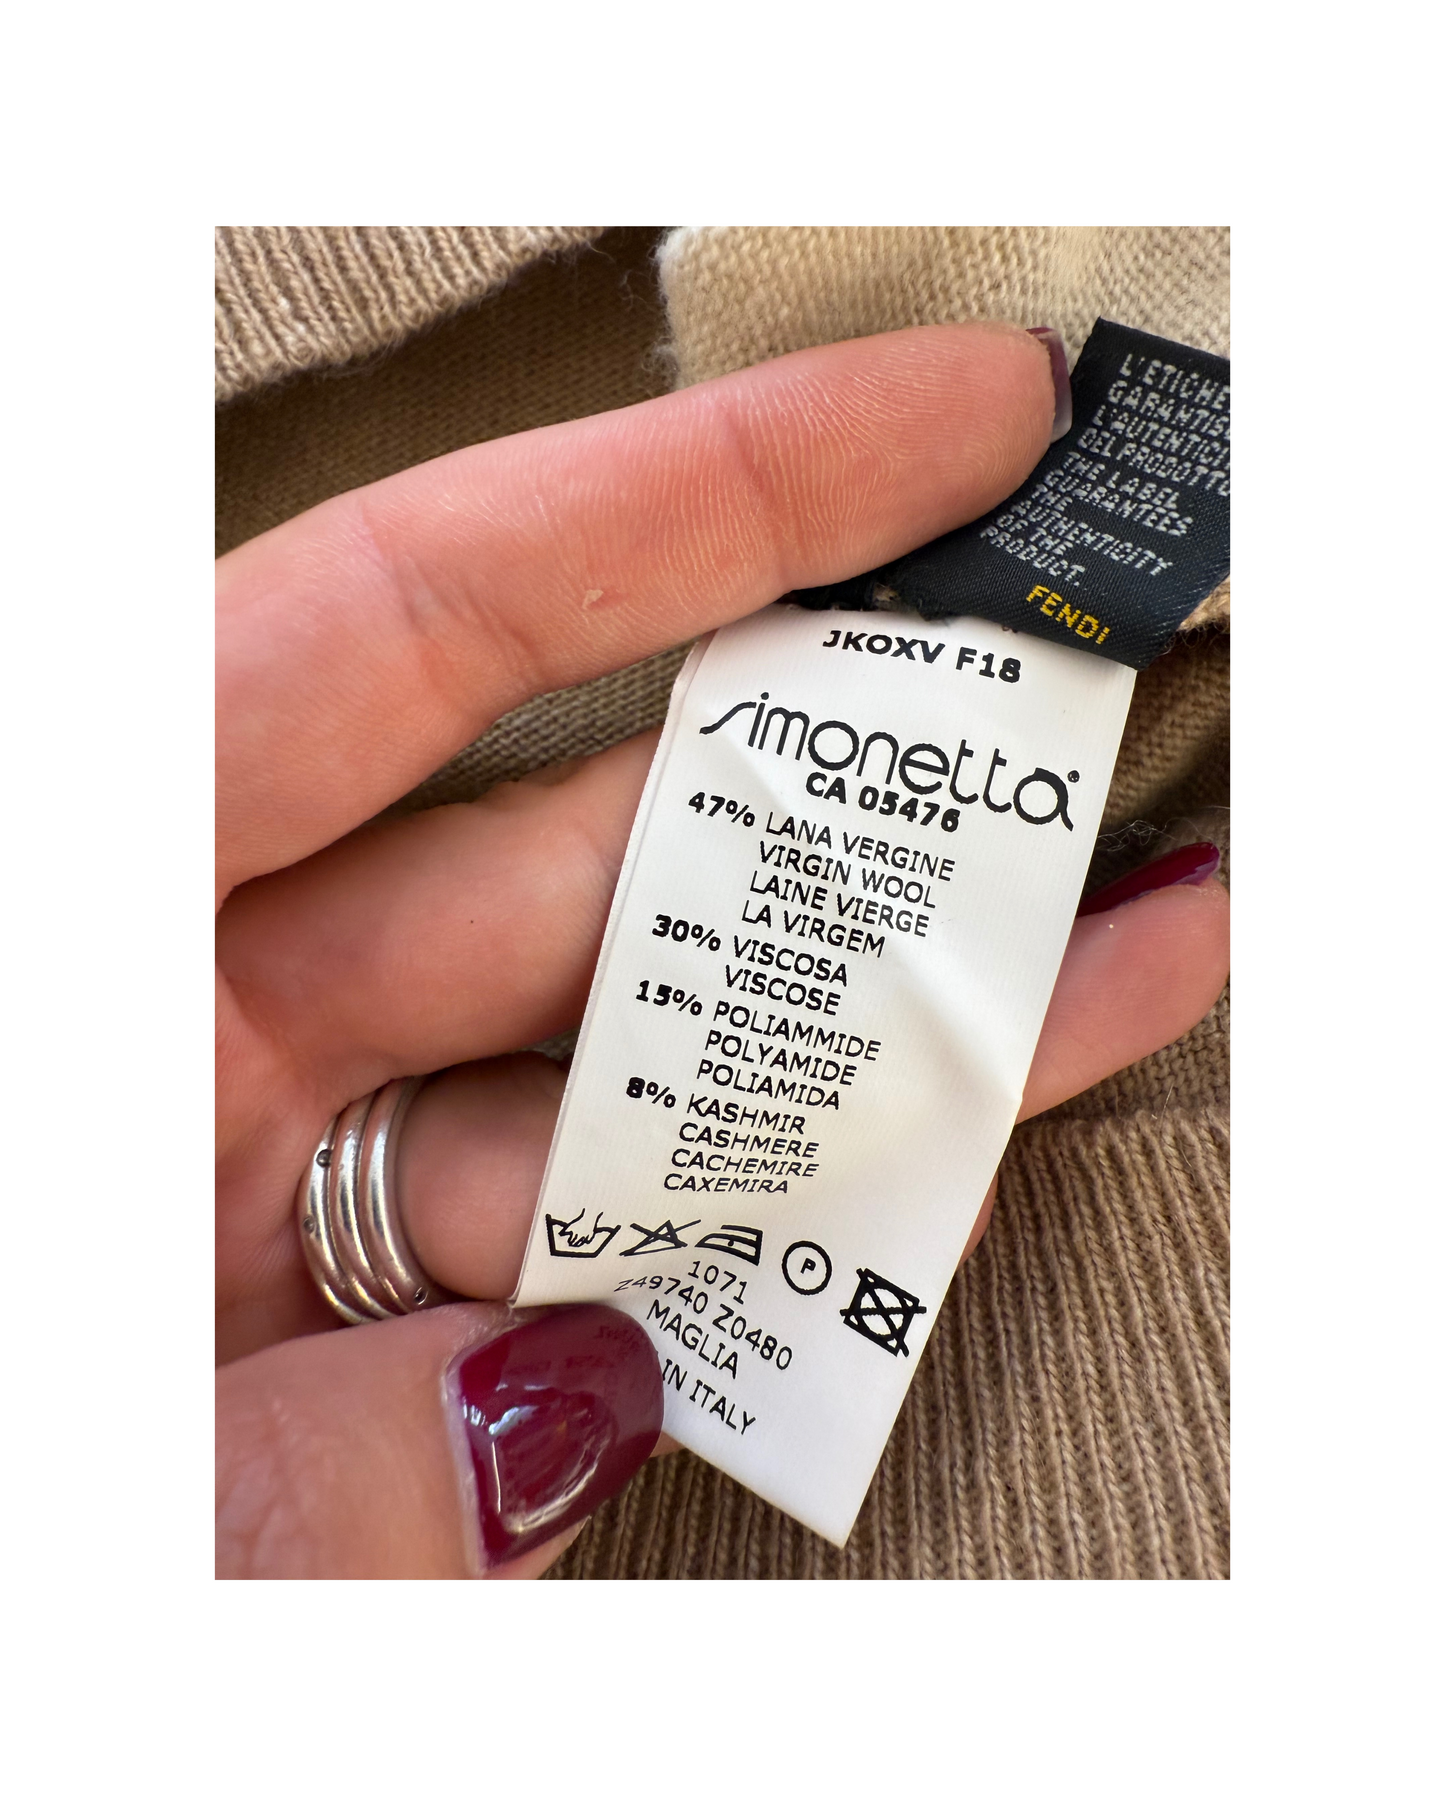 L'ETICHE
GARANTIS
L'AUTENTIC
DEL PRODOTTO
THE LABEL
GUARANTEES
THE
AUTHENTICITY
OF THE
PRODUCT.
FENDI
JKOXV F18
simonetta
CA 05476
47% LANA VERGINE
VIRGIN WOOL
LAINE VIERGE
LA VIRGEM
30% VISCOSA
VISCOSE
15% POLIAMMIDE
POLYAMIDE
POLIAMIDA
8% KASHMIR
CASHMERE
CACHEMIRE
CAXEMIRA
P
1071
Z49740 Z0480
MAGLIA
IN ITALY